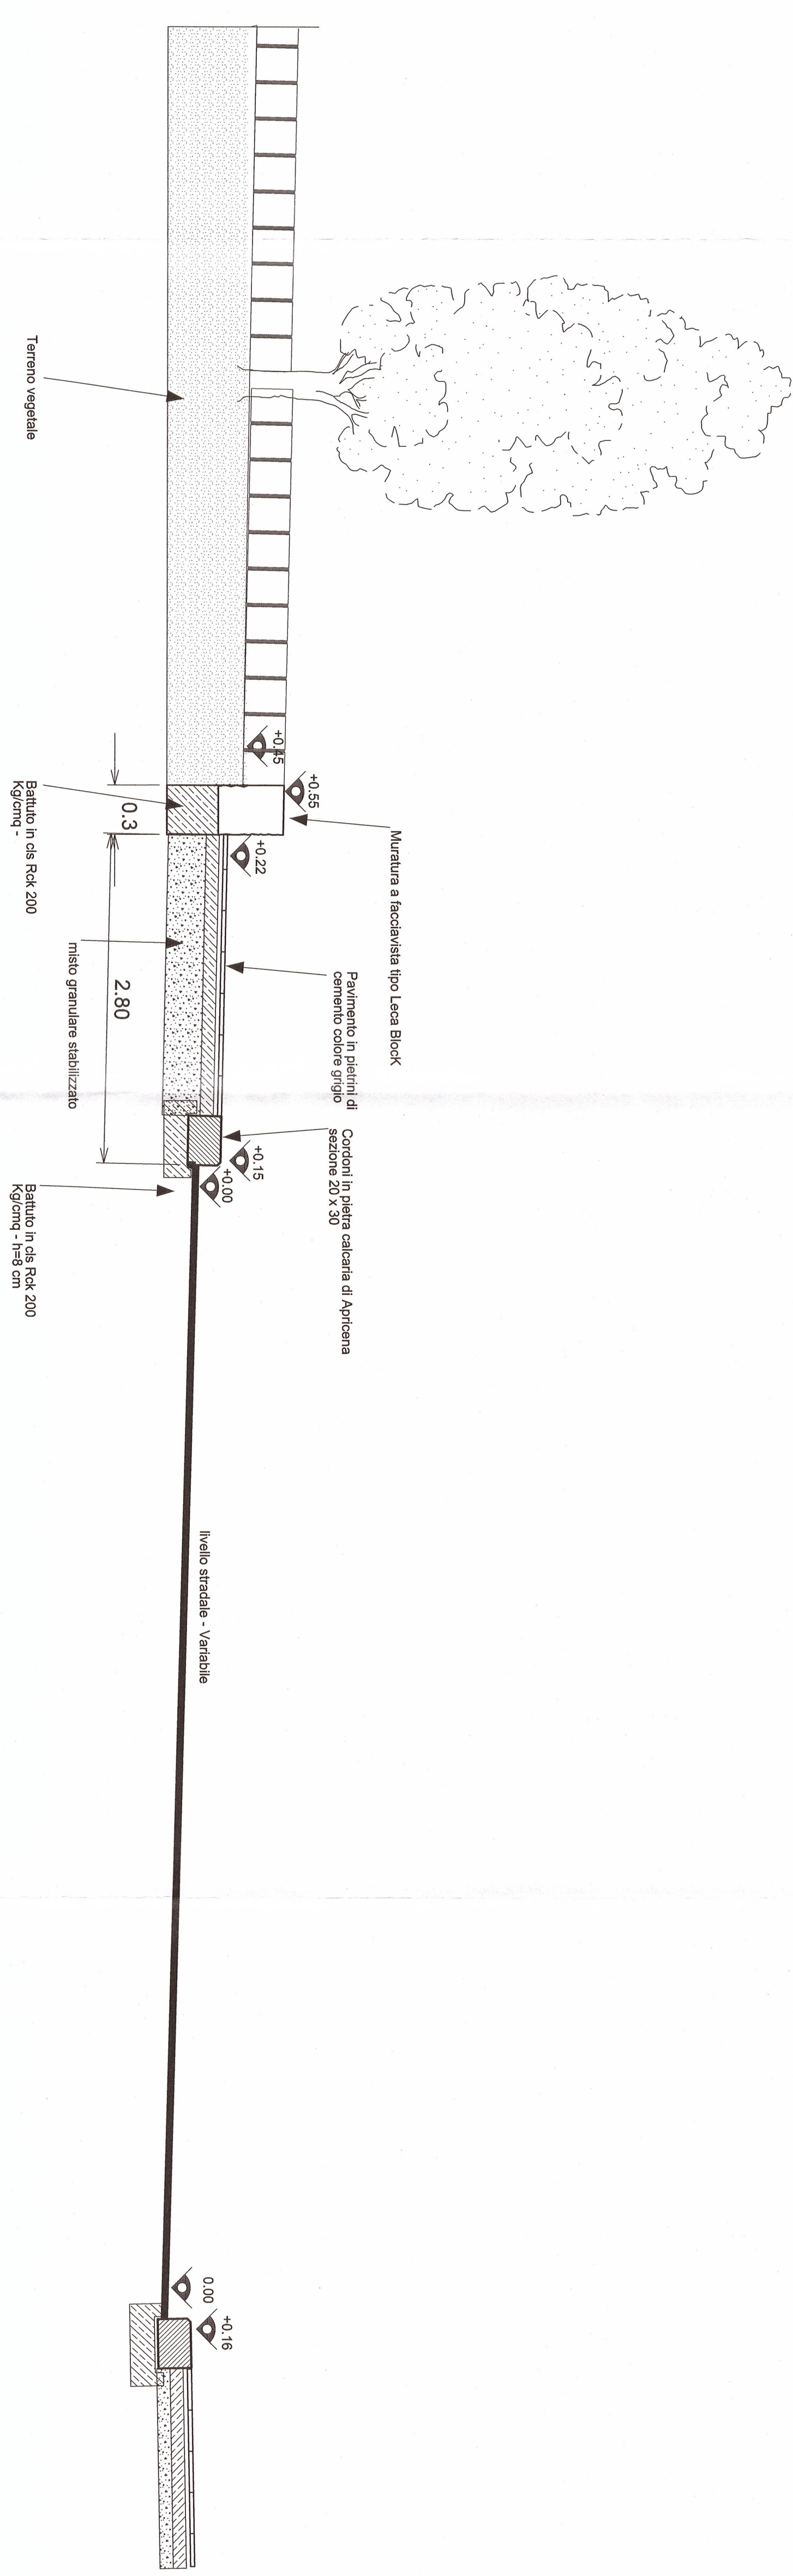 Muratura a facciavista tipo Leca BlocK
Pavimento in pietrini di
cemento colore grigio
Cordoni in pietra calcaria di Apricena
sezione 20 x 30
+0.45
+0.55
+0.22
+0.15
+0.00
livello stradale - Variabile
0.00
+0.16
Terreno vegetale
0.3
2.80
misto granulare stabilizzato
Battuto in cls Rck 200
Kg/cmq -
Battuto in cls Rck 200
Kg/cmq - h=8 cm